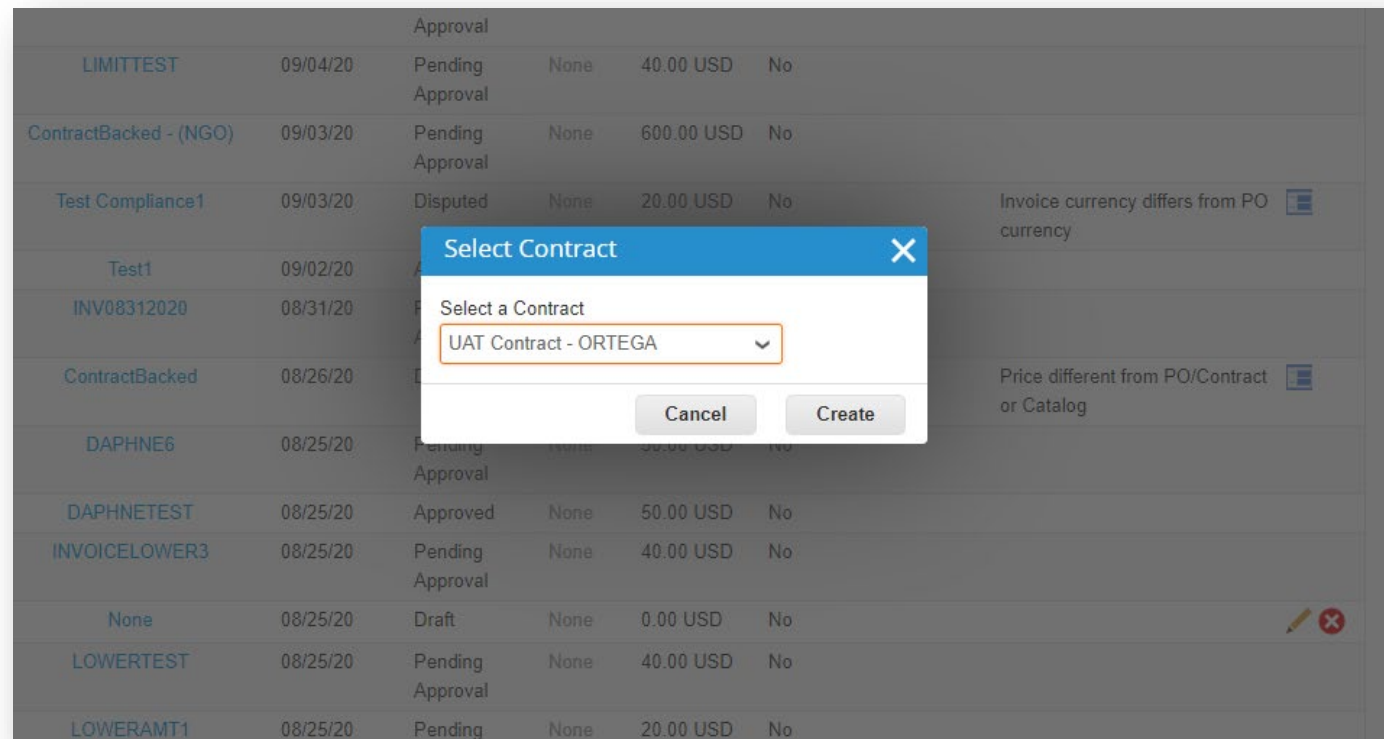 Approval
LIMITTEST 09/04/20 Pending None 40.00 USD No
Approval
ContractBacked - (NGO) 09/03/20 Pending None 600.00 USD No
Approval
Test Compliance1 09/03/20 Disputed None 20.00 USD No Invoice currency differs from PO
currency
Select Contract
Test1 09/02/20
INV08312020 08/31/20
Select a Contract
UAT Contract - ORTEGA
ContractBacked 08/26/20 Price different from PO/Contract
or Catalog
Cancel Create
DAPHNE6 08/25/20 Pending None 50.00 USD No
Approval
DAPHNETEST 08/25/20 Approved None 50.00 USD No
INVOICELOWER3 08/25/20 Pending None 40.00 USD No
Approval
None 08/25/20 Draft None 0.00 USD No
LOWERTEST 08/25/20 Pending None 40.00 USD No
Approval
LOWERAMT1 08/25/20 Pending None 20.00 USD No